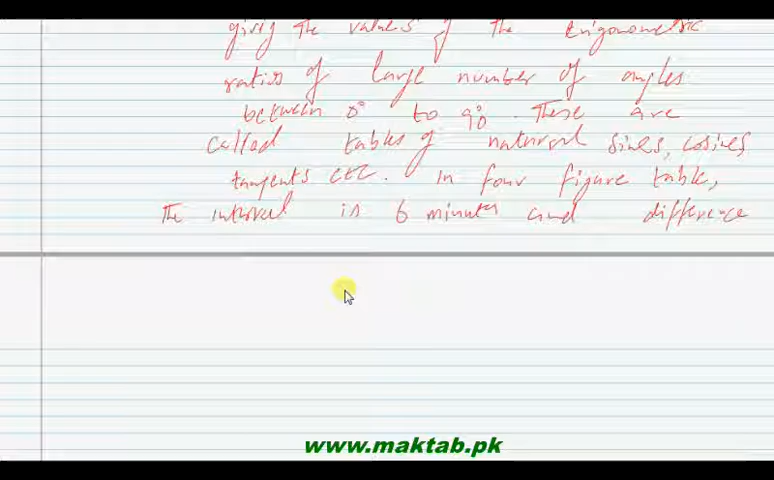 giving the values of the trigonometric
ratios of large number of angles
between 0° to 90°. These are
called tables of natural sines, cosines
tangents etc. In four figure table,
The interval is 6 minutes and difference
www.maktab.pk